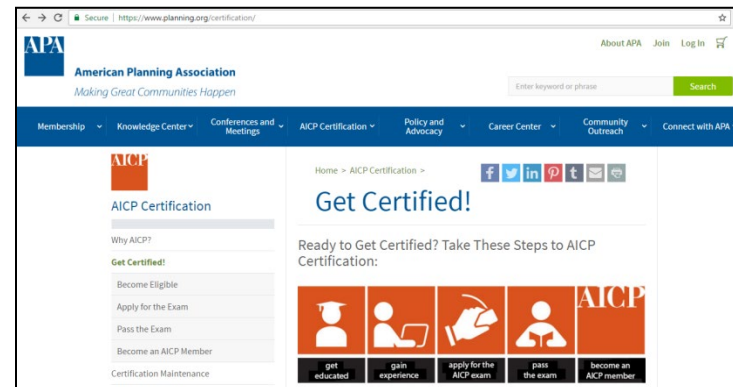 Secure | https://www.planning.org/certification/
APA
About APA Join Log In
American Planning Association
Making Great Communities Happen
Enter keyword or phrase
Search
Membership Knowledge Center Conferences and Meetings AICP Certification Policy and Advocacy Career Center Community Outreach Connect with APA
AICP
AICP Certification
Why AICP?
Get Certified!
Become Eligible
Apply for the Exam
Pass the Exam
Become an AICP Member
Certification Maintenance
Home > AICP Certification >
Get Certified!
Ready to Get Certified? Take These Steps to AICP
Certification:
AICP
get educated
gain experience
apply for the AICP exam
pass the exam
become an AICP member